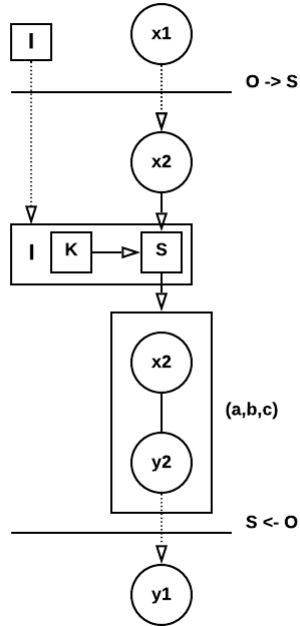 I
x1
O -> S
x2
I
K
S
x2
(a,b,c)
y2
S <- O
y1